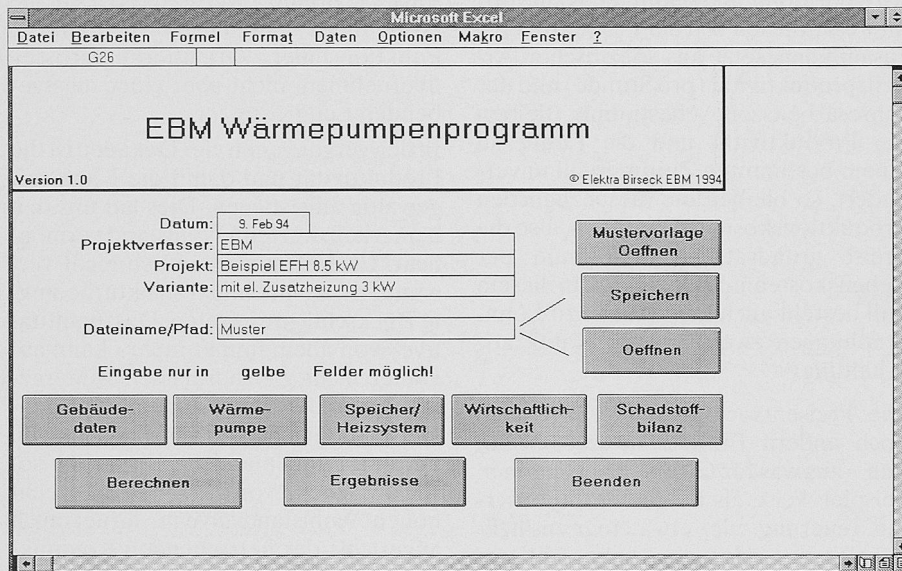 Microsoft Excel
Datei Bearbeiten Formel Format Daten Optionen Makro Fenster ?
G26
EBM Wärmepumpenprogramm
Version 1.0 © Elektra Birseck EBM 1994
Datum: 9. Feb 94
Projektverfasser: EBM
Projekt: Beispiel EFH 8.5 kW
Variante: mit el. Zusatzheizung 3 kW
Mustervorlage
Oeffnen
Speichern
Dateiname/Pfad: Muster
Oeffnen
Eingabe nur in gelbe Felder möglich!
Gebäude-
daten
Wärme-
pumpe
Speicher/
Heizsystem
Wirtschaftlich-
keit
Schadstoff-
bilanz
Berechnen
Ergebnisse
Beenden